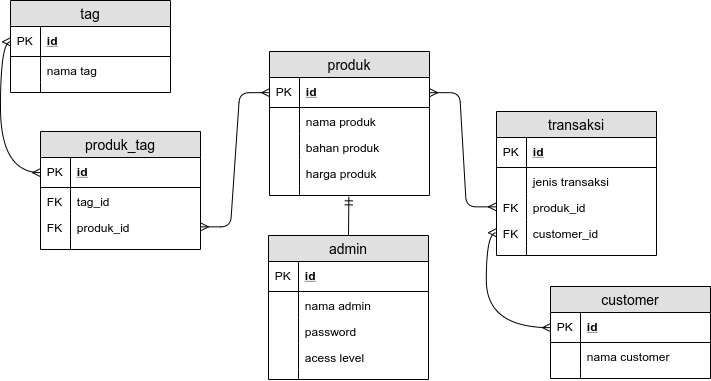 tag
PK id
nama tag
produk_tag
PK id
FK tag_id
FK produk_id
produk
PK id
nama produk
bahan produk
harga produk
admin
PK id
nama admin
password
acess level
transaksi
PK id
jenis transaksi
FK produk_id
FK customer_id
customer
PK id
nama customer